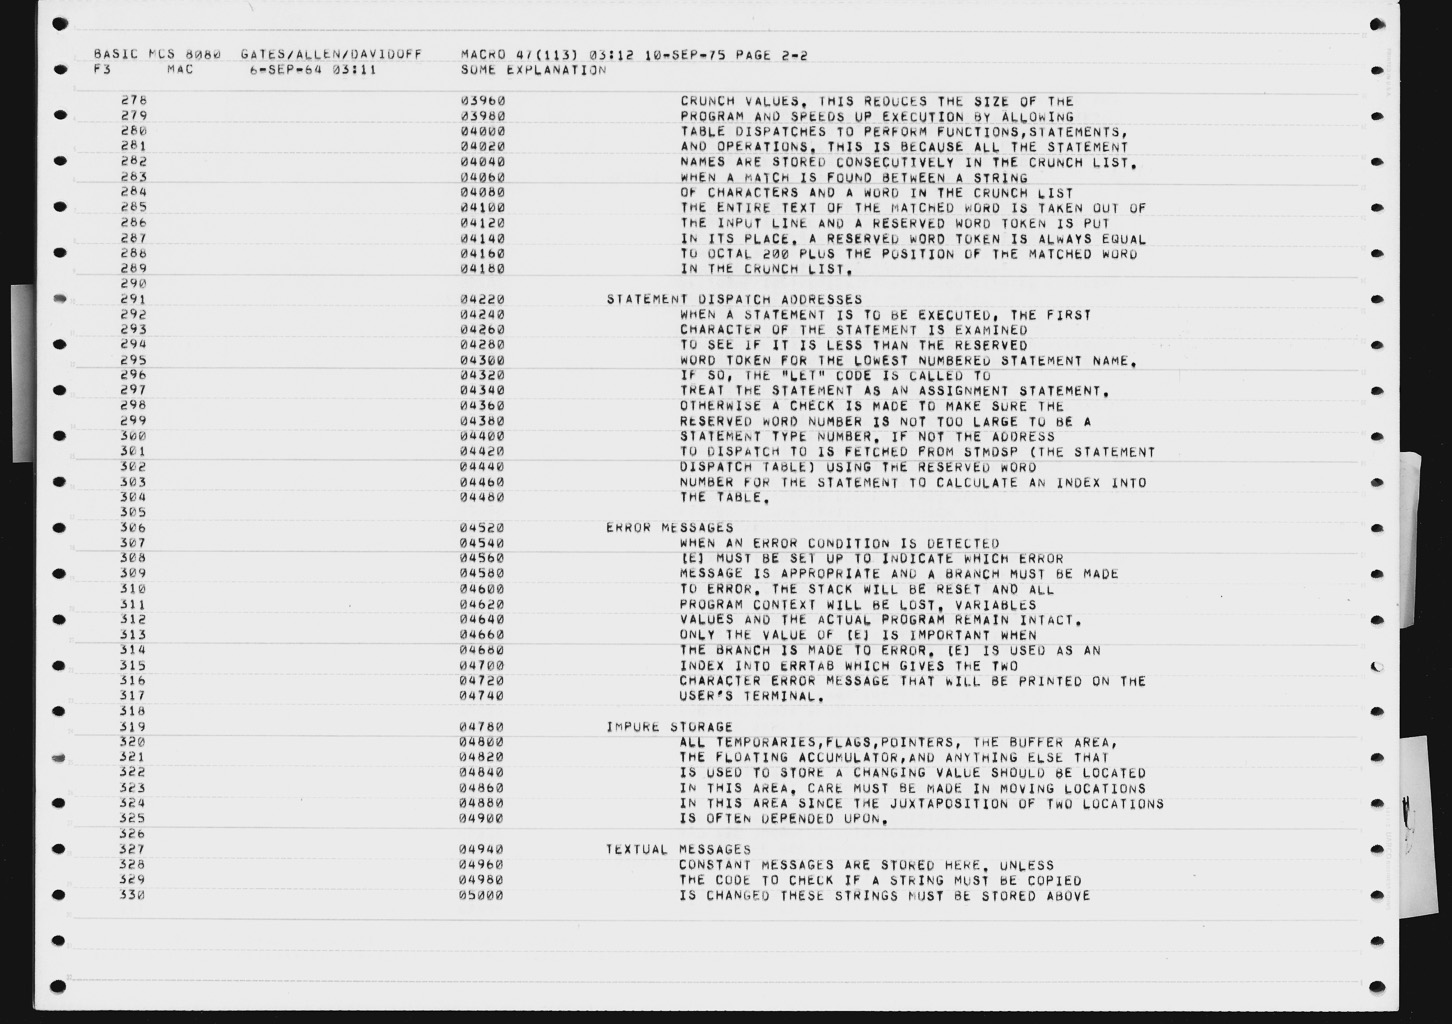 BASIC MCS 8080 GATES/ALLEN/DAVIDOFF MACRO 47(113) 03:12 10-SEP-75 PAGE 2-2
F3 MAC 6-SEP-64 03:11 SOME EXPLANATION
278 03960 CRUNCH VALUES. THIS REDUCES THE SIZE OF THE
279 03980 PROGRAM AND SPEEDS UP EXECUTION BY ALLOWING
280 04000 TABLE DISPATCHES TO PERFORM FUNCTIONS,STATEMENTS,
281 04020 AND OPERATIONS. THIS IS BECAUSE ALL THE STATEMENT
282 04040 NAMES ARE STORED CONSECUTIVELY IN THE CRUNCH LIST.
283 04060 WHEN A MATCH IS FOUND BETWEEN A STRING
284 04080 OF CHARACTERS AND A WORD IN THE CRUNCH LIST
285 04100 THE ENTIRE TEXT OF THE MATCHED WORD IS TAKEN OUT OF
286 04120 THE INPUT LINE AND A RESERVED WORD TOKEN IS PUT
287 04140 IN ITS PLACE. A RESERVED WORD TOKEN IS ALWAYS EQUAL
288 04160 TO OCTAL 200 PLUS THE POSITION OF THE MATCHED WORD
289 04180 IN THE CRUNCH LIST.
290
291 04220 STATEMENT DISPATCH ADDRESSES
292 04240 WHEN A STATEMENT IS TO BE EXECUTED, THE FIRST
293 04260 CHARACTER OF THE STATEMENT IS EXAMINED
294 04280 TO SEE IF IT IS LESS THAN THE RESERVED
295 04300 WORD TOKEN FOR THE LOWEST NUMBERED STATEMENT NAME.
296 04320 IF SO, THE "LET" CODE IS CALLED TO
297 04340 TREAT THE STATEMENT AS AN ASSIGNMENT STATEMENT.
298 04360 OTHERWISE A CHECK IS MADE TO MAKE SURE THE
299 04380 RESERVED WORD NUMBER IS NOT TOO LARGE TO BE A
300 04400 STATEMENT TYPE NUMBER. IF NOT THE ADDRESS
301 04420 TO DISPATCH TO IS FETCHED FROM STMDSP (THE STATEMENT
302 04440 DISPATCH TABLE) USING THE RESERVED WORD
303 04460 NUMBER FOR THE STATEMENT TO CALCULATE AN INDEX INTO
304 04480 THE TABLE.
305
306 04520 ERROR MESSAGES
307 04540 WHEN AN ERROR CONDITION IS DETECTED
308 04560 [E] MUST BE SET UP TO INDICATE WHICH ERROR
309 04580 MESSAGE IS APPROPRIATE AND A BRANCH MUST BE MADE
310 04600 TO ERROR. THE STACK WILL BE RESET AND ALL
311 04620 PROGRAM CONTEXT WILL BE LOST. VARIABLES
312 04640 VALUES AND THE ACTUAL PROGRAM REMAIN INTACT.
313 04660 ONLY THE VALUE OF [E] IS IMPORTANT WHEN
314 04680 THE BRANCH IS MADE TO ERROR. [E] IS USED AS AN
315 04700 INDEX INTO ERRTAB WHICH GIVES THE TWO
316 04720 CHARACTER ERROR MESSAGE THAT WILL BE PRINTED ON THE
317 04740 USER'S TERMINAL.
318
319 04780 IMPURE STORAGE
320 04800 ALL TEMPORARIES,FLAGS,POINTERS, THE BUFFER AREA,
321 04820 THE FLOATING ACCUMULATOR,AND ANYTHING ELSE THAT
322 04840 IS USED TO STORE A CHANGING VALUE SHOULD BE LOCATED
323 04860 IN THIS AREA. CARE MUST BE MADE IN MOVING LOCATIONS
324 04880 IN THIS AREA SINCE THE JUXTAPOSITION OF TWO LOCATIONS
325 04900 IS OFTEN DEPENDED UPON.
326
327 04940 TEXTUAL MESSAGES
328 04960 CONSTANT MESSAGES ARE STORED HERE. UNLESS
329 04980 THE CODE TO CHECK IF A STRING MUST BE COPIED
330 05000 IS CHANGED THESE STRINGS MUST BE STORED ABOVE